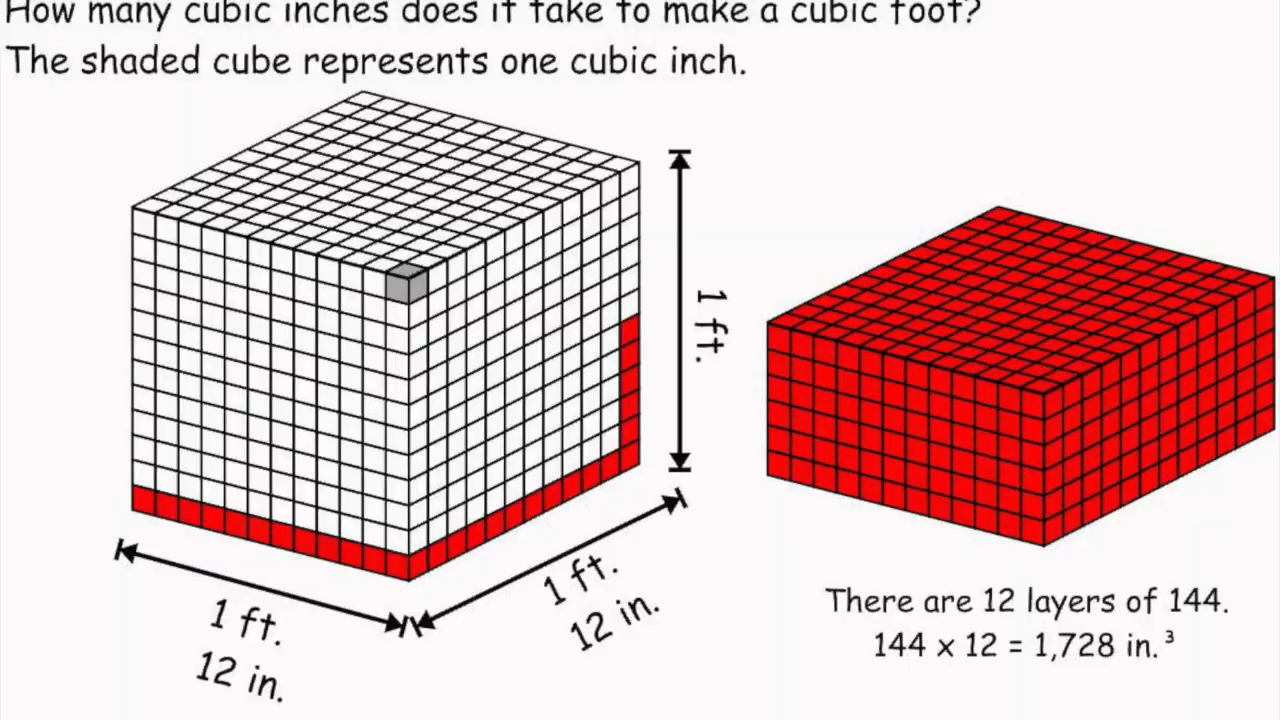 How many cubic inches does it take to make a cubic foot?
The shaded cube represents one cubic inch.
1 ft.
1 ft.
12 in.
1 ft.
12 in.
There are 12 layers of 144.
144 x 12 = 1,728 in.³